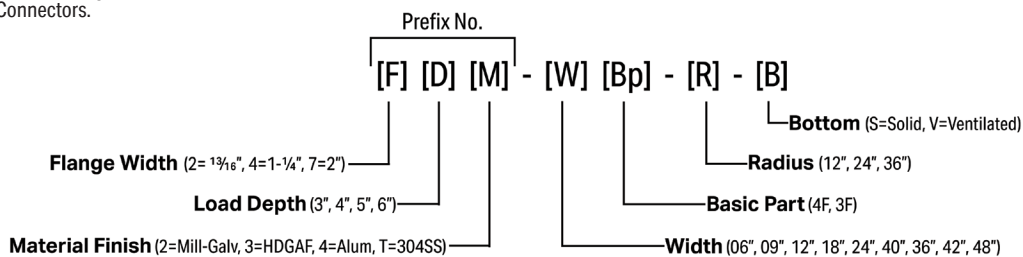 Connectors.
Prefix No.
[F] [D] [M] - [W] [Bp] - [R] - [B]
Bottom (S=Solid, V=Ventilated)
Flange Width (2= 13/16", 4=1-1/4", 7=2")
Radius (12", 24", 36")
Load Depth (3", 4", 5", 6")
Basic Part (4F, 3F)
Material Finish (2=Mill-Galv, 3=HDGAF, 4=Alum, T=304SS)
Width (06", 09", 12", 18", 24", 40", 36", 42", 48")